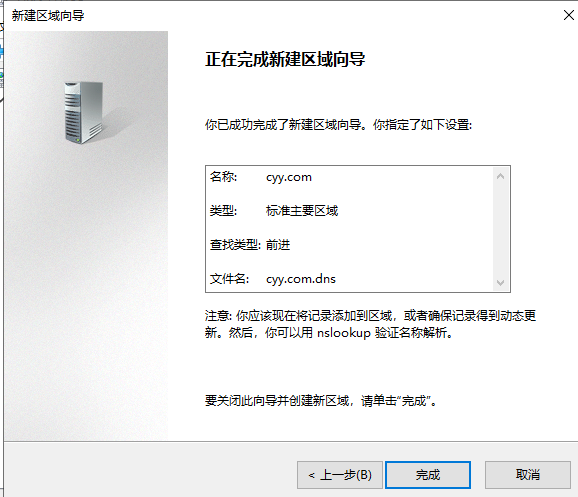 新建区域向导
正在完成新建区域向导
你已成功完成了新建区域向导。你指定了如下设置:
名称: cyy.com
类型: 标准主要区域
查找类型: 前进
文件名: cyy.com.dns
注意: 你应该现在将记录添加到区域，或者确保记录得到动态更
新。然后，你可以用 nslookup 验证名称解析。
要关闭此向导并创建新区域，请单击“完成”。
< 上一步(B) 完成 取消